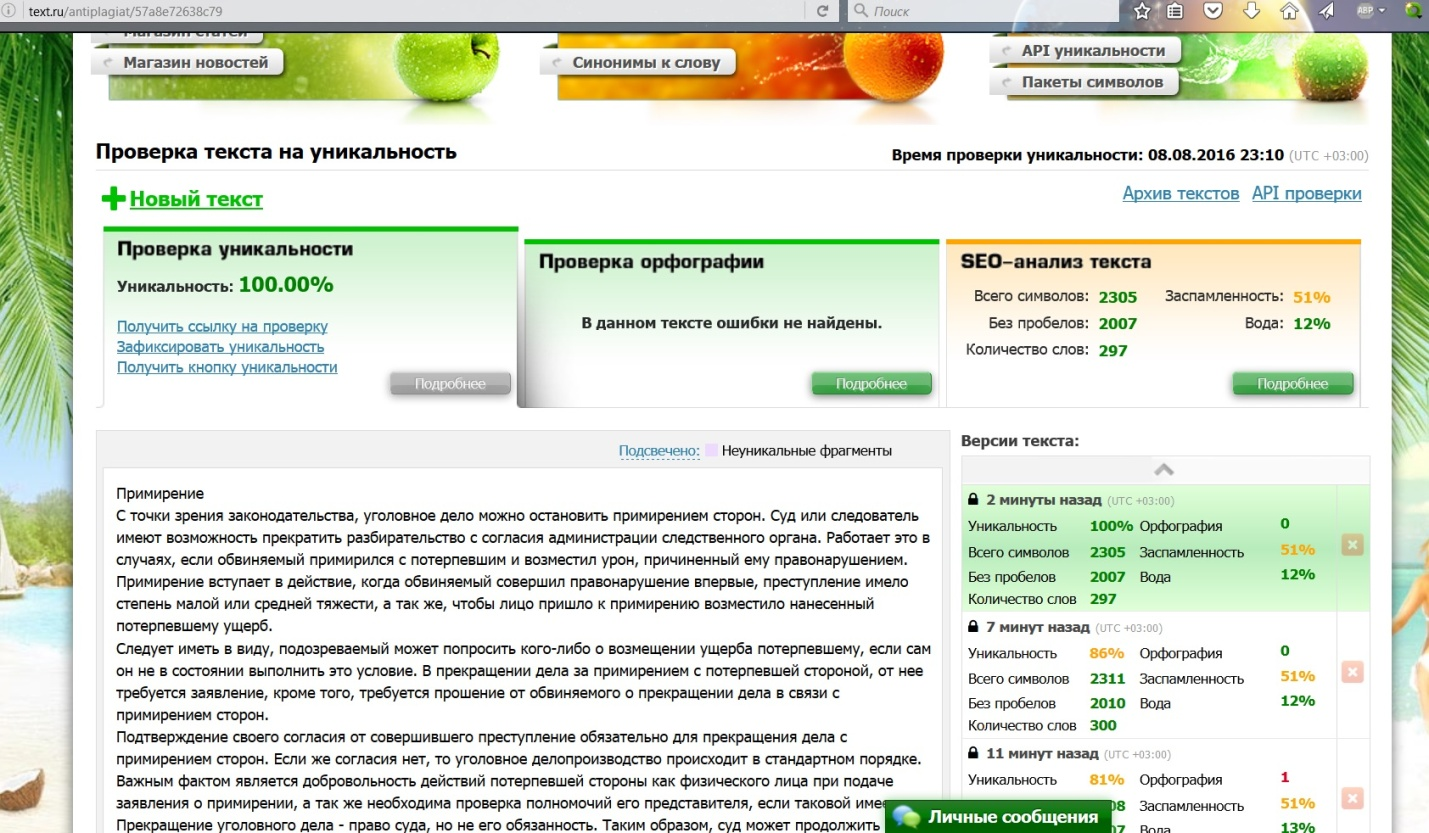 text.ru/antiplagiat/57a8e72638c79
Поиск
ABP
Магазин статей
Магазин новостей
Синонимы к слову
API уникальности
Пакеты символов
Проверка текста на уникальность
Время проверки уникальности: 08.08.2016 23:10 (UTC +03:00)
Новый текст
Архив текстов API проверки
Проверка уникальности
Уникальность: 100.00%
Получить ссылку на проверку
Зафиксировать уникальность
Получить кнопку уникальности
Подробнее
Проверка орфографии
В данном тексте ошибки не найдены.
Подробнее
SEO-анализ текста
Всего символов: 2305 Заспамленность: 51%
Без пробелов: 2007 Вода: 12%
Количество слов: 297
Подробнее
Подсвечено: Неуникальные фрагменты
Примирение
С точки зрения законодательства, уголовное дело можно остановить примирением сторон. Суд или следователь
имеют возможность прекратить разбирательство с согласия администрации следственного органа. Работает это в
случаях, если обвиняемый примирился с потерпевшим и возместил урон, причиненный ему правонарушением.
Примирение вступает в действие, когда обвиняемый совершил правонарушение впервые, преступление имело
степень малой или средней тяжести, а так же, чтобы лицо пришло к примирению возместило нанесенный
потерпевшему ущерб.
Следует иметь в виду, подозреваемый может попросить кого-либо о возмещении ущерба потерпевшему, если сам
он не в состоянии выполнить это условие. В прекращении дела за примирением с потерпевшей стороной, от нее
требуется заявление, кроме того, требуется прошение от обвиняемого о прекращении дела в связи с
примирением сторон.
Подтверждение своего согласия от совершившего преступление обязательно для прекращения дела с
примирением сторон. Если же согласия нет, то уголовное делопроизводство происходит в стандартном порядке.
Важным фактом является добровольность действий потерпевшей стороны как физического лица при подаче
заявления о примирении, а так же необходима проверка полномочий его представителя, если таковой име
Прекращение уголовного дела - право суда, но не его обязанность. Таким образом, суд может продолжить
Версии текста:
2 минуты назад (UTC +03:00)
Уникальность 100% Орфография 0
Всего символов 2305 Заспамленность 51%
Без пробелов 2007 Вода 12%
Количество слов 297
7 минут назад (UTC +03:00)
Уникальность 86% Орфография 0
Всего символов 2311 Заспамленность 51%
Без пробелов 2010 Вода 12%
Количество слов 300
11 минут назад (UTC +03:00)
Уникальность 81% Орфография 1
08 Заспамленность 51%
07 Вода 13%
Личные сообщения